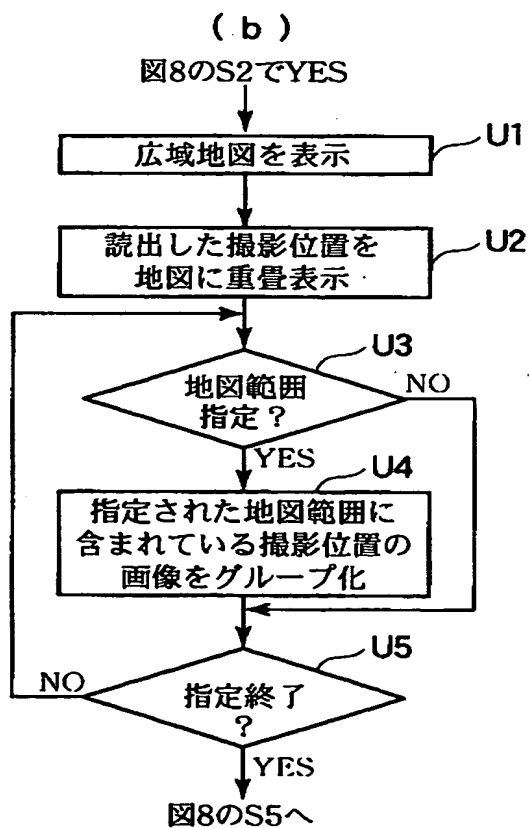 ( b )
図8のS2でYES
広域地図を表示
U1
読出した撮影位置を
地図に重畳表示
U2
U3
地図範囲
指定?
NO
YES
U4
指定された地図範囲に
含まれている撮影位置の
画像をグループ化
U5
指定終了
?
NO
YES
図8のS5へ